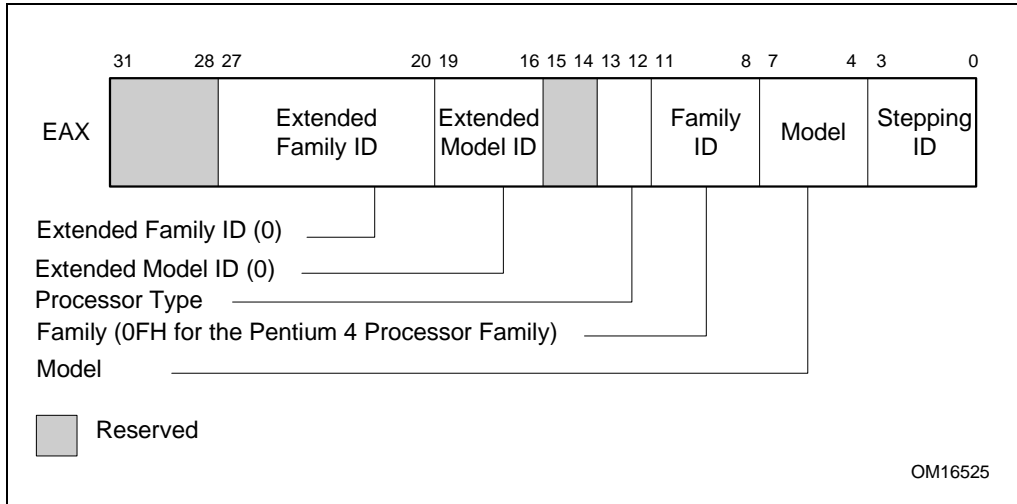 31 28 27 20 19 16 15 14 13 12 11 8 7 4 3 0
EAX
Extended
Family ID
Extended
Model ID
Family
ID
Model
Stepping
ID
Extended Family ID (0)
Extended Model ID (0)
Processor Type
Family (0FH for the Pentium 4 Processor Family)
Model
Reserved
OM16525